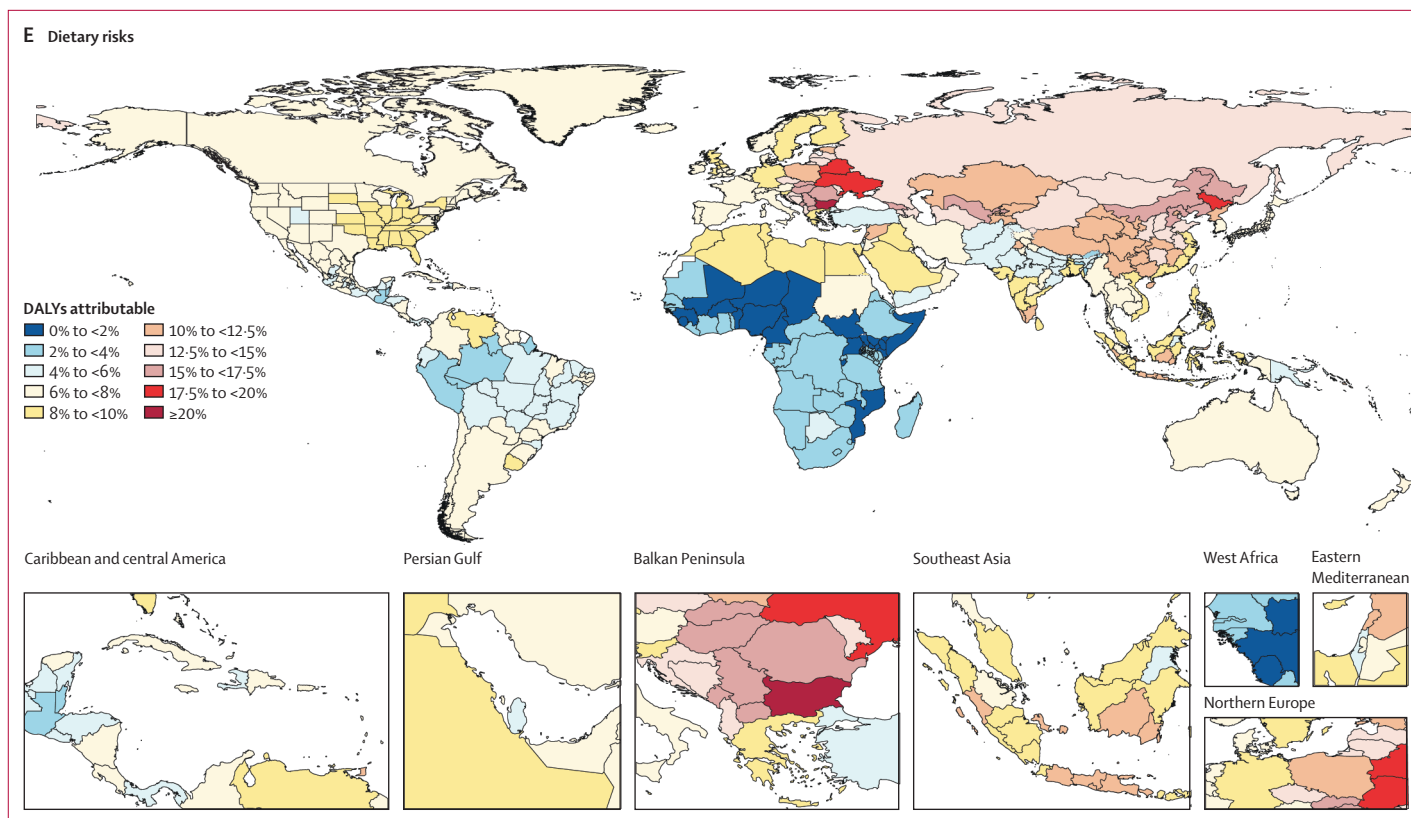 E Dietary risks
DALYs attributable
0% to <2%
2% to <4%
4% to <6%
6% to <8%
8% to <10%
10% to <12·5%
12·5% to <15%
15% to <17·5%
17·5% to <20%
≥20%
Caribbean and central America
Persian Gulf
Balkan Peninsula
Southeast Asia
West Africa
Eastern
Mediterranean
Northern Europe